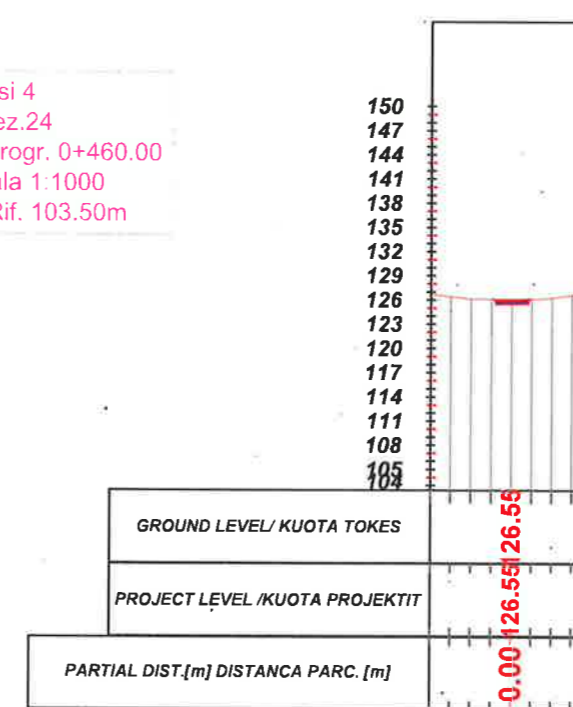 si 4
ez.24
rogr. 0+460.00
la 1:1000
Rif. 103.50m
150
147
144
141
138
135
132
129
126
123
120
117
114
111
108
105
104
GROUND LEVEL/ KUOTA TOKES
126.55
PROJECT LEVEL /KUOTA PROJEKTIT
126.55
PARTIAL DIST.[m] DISTANCA PARC. [m]
0.00